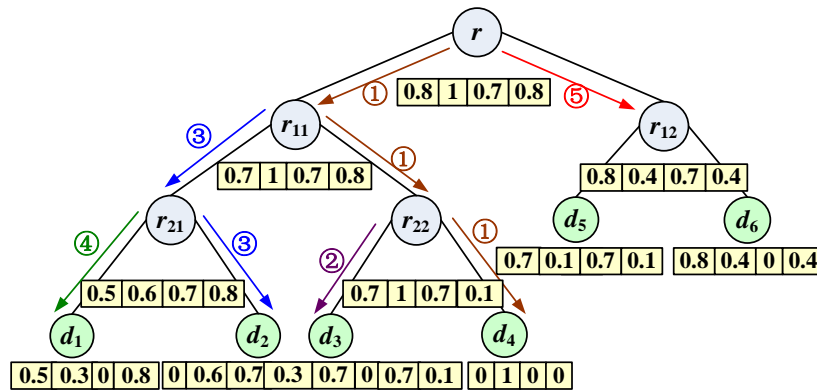 r
① 0.8 1 0.7 0.8 ⑤
③ r11 ① r12
0.7 1 0.7 0.8 0.8 0.4 0.7 0.4
r21 r22 d5 d6
④ ③ ② ① 0.7 0.1 0.7 0.1 0.8 0.4 0 0.4
0.5 0.6 0.7 0.8 0.7 1 0.7 0.1
d1 d2 d3 d4
0.5 0.3 0 0.8 0 0.6 0.7 0.3 0.7 0 0.7 0.1 0 1 0 0